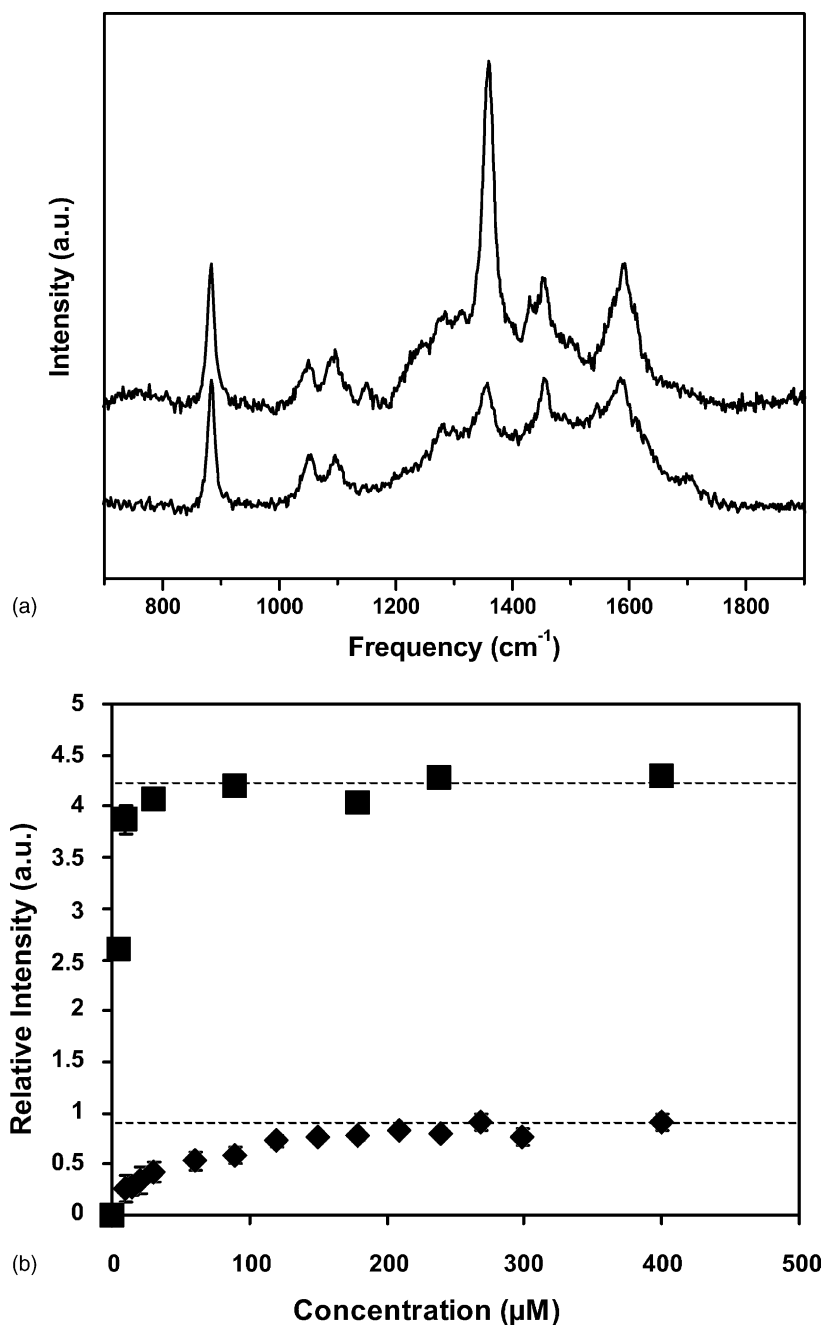 Intensity (a.u.)
800 1000 1200 1400 1600 1800
(a)
Frequency (cm⁻¹)
5
4.5
4
3.5
3
2.5
2
1.5
1
0.5
0
Relative Intensity (a.u.)
0 100 200 300 400 500
(b)
Concentration (µM)